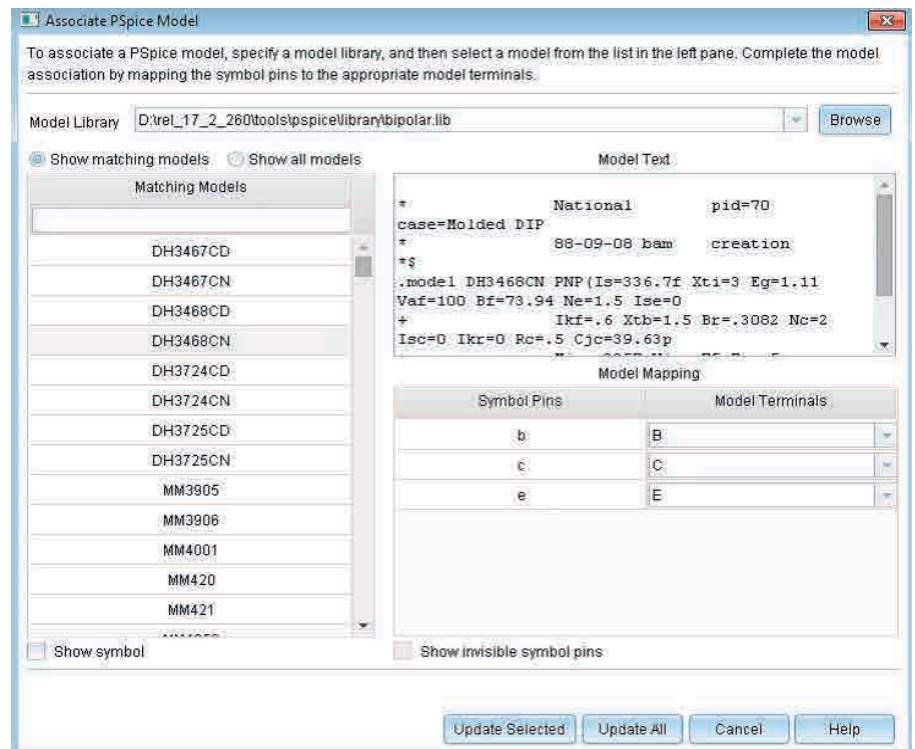 Associate PSpice Model
To associate a PSpice model, specify a model library, and then select a model from the list in the left pane. Complete the model
association by mapping the symbol pins to the appropriate model terminals.
Model Library D:\rel_17_2_260\tools\pspice\library\bipolar.lib Browse
Show matching models Show all models
Matching Models
DH3467CD
DH3467CN
DH3468CD
DH3468CN
DH3724CD
DH3724CN
DH3725CD
DH3725CN
MM3905
MM3906
MM4001
MM420
MM421
Show symbol
Model Text
* National pid=70
case=Molded DIP
* 88-09-08 bam creation
*$
.model DH3468CN PNP(Is=336.7f Xti=3 Eg=1.11
Vaf=100 Bf=73.94 Ne=1.5 Ise=0
+ Ikf=.6 Xtb=1.5 Br=.3082 Nc=2
Isc=0 Ikr=0 Rc=.5 Cjc=39.63p
Model Mapping
Symbol Pins Model Terminals
b B
c C
e E
Show invisible symbol pins
Update Selected Update All Cancel Help